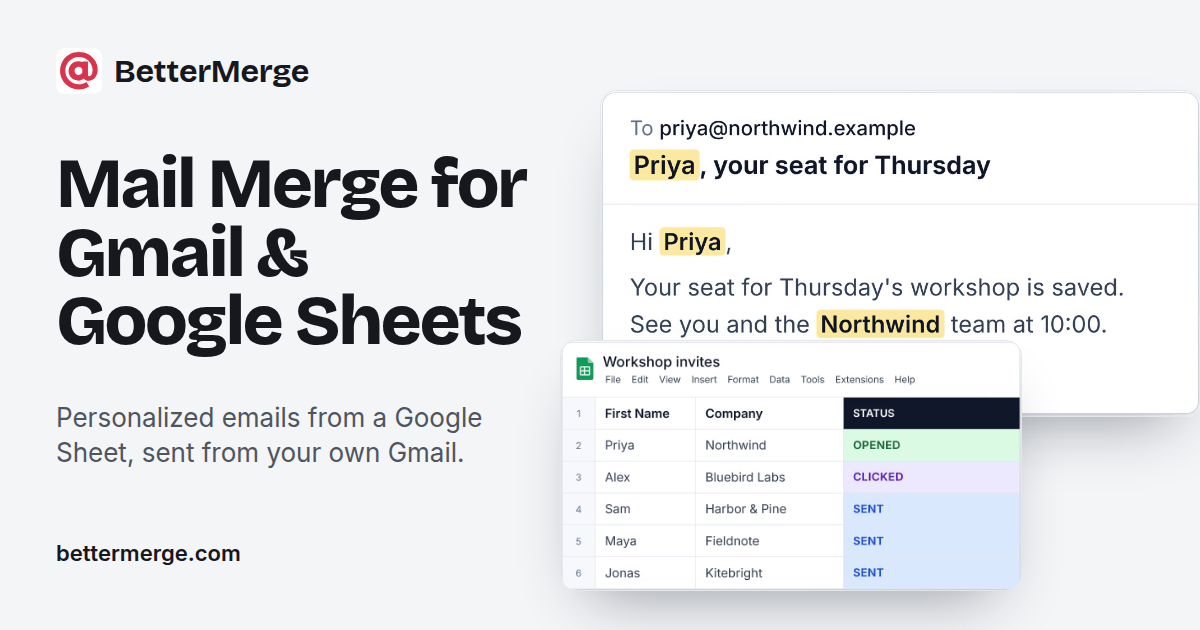 @ BetterMerge
Mail Merge for
Gmail &
Google Sheets
Personalized emails from a Google
Sheet, sent from your own Gmail.
bettermerge.com
To priya@northwind.example
Priya, your seat for Thursday
Hi Priya,
Your seat for Thursday's workshop is saved.
See you and the Northwind team at 10:00.
Workshop invites
File Edit View Insert Format Data Tools Extensions Help
1 First Name Company STATUS
2 Priya Northwind OPENED
3 Alex Bluebird Labs CLICKED
4 Sam Harbor & Pine SENT
5 Maya Fieldnote SENT
6 Jonas Kitebright SENT